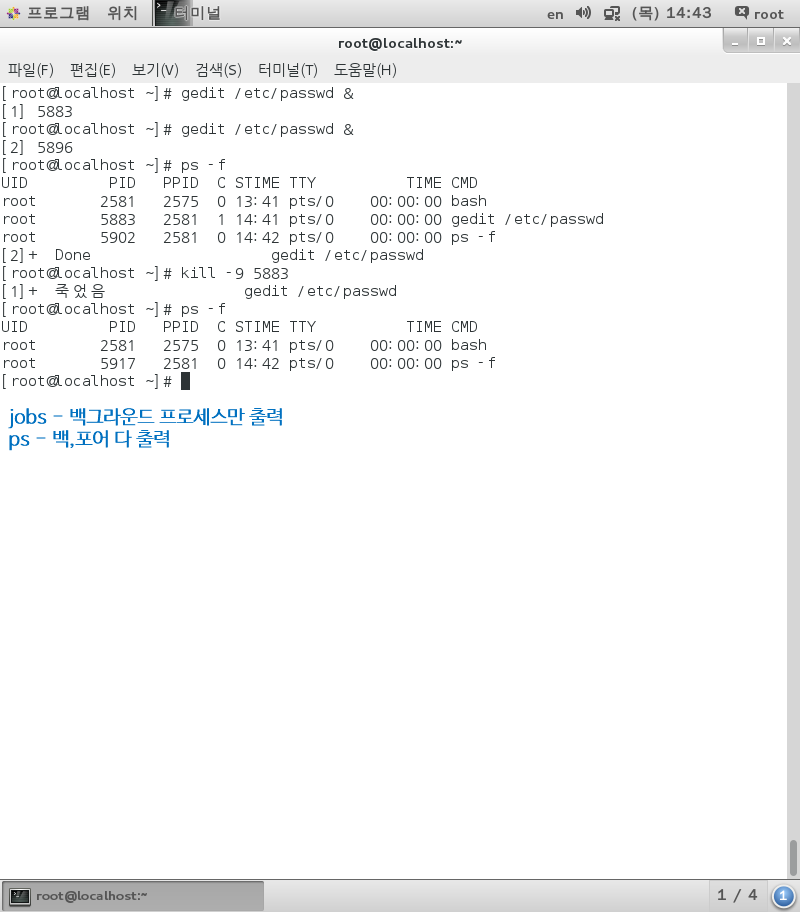 프로그램 위치 터미널 en (목) 14:43 root
root@localhost:~
파일(F) 편집(E) 보기(V) 검색(S) 터미널(T) 도움말(H)
[root@localhost ~]# gedit /etc/passwd &
[1] 5883
[root@localhost ~]# gedit /etc/passwd &
[2] 5896
[root@localhost ~]# ps -f
UID        PID  PPID  C STIME TTY          TIME CMD
root      2581  2575  0 13:41 pts/0    00:00:00 bash
root      5883  2581  1 14:41 pts/0    00:00:00 gedit /etc/passwd
root      5902  2581  0 14:42 pts/0    00:00:00 ps -f
[2]+  Done                    gedit /etc/passwd
[root@localhost ~]# kill -9 5883
[1]+  죽었음               gedit /etc/passwd
[root@localhost ~]# ps -f
UID        PID  PPID  C STIME TTY          TIME CMD
root      2581  2575  0 13:41 pts/0    00:00:00 bash
root      5917  2581  0 14:42 pts/0    00:00:00 ps -f
[root@localhost ~]#
jobs - 백그라운드 프로세스만 출력
ps - 백,포어 다 출력
root@localhost:~ 1 / 4 1